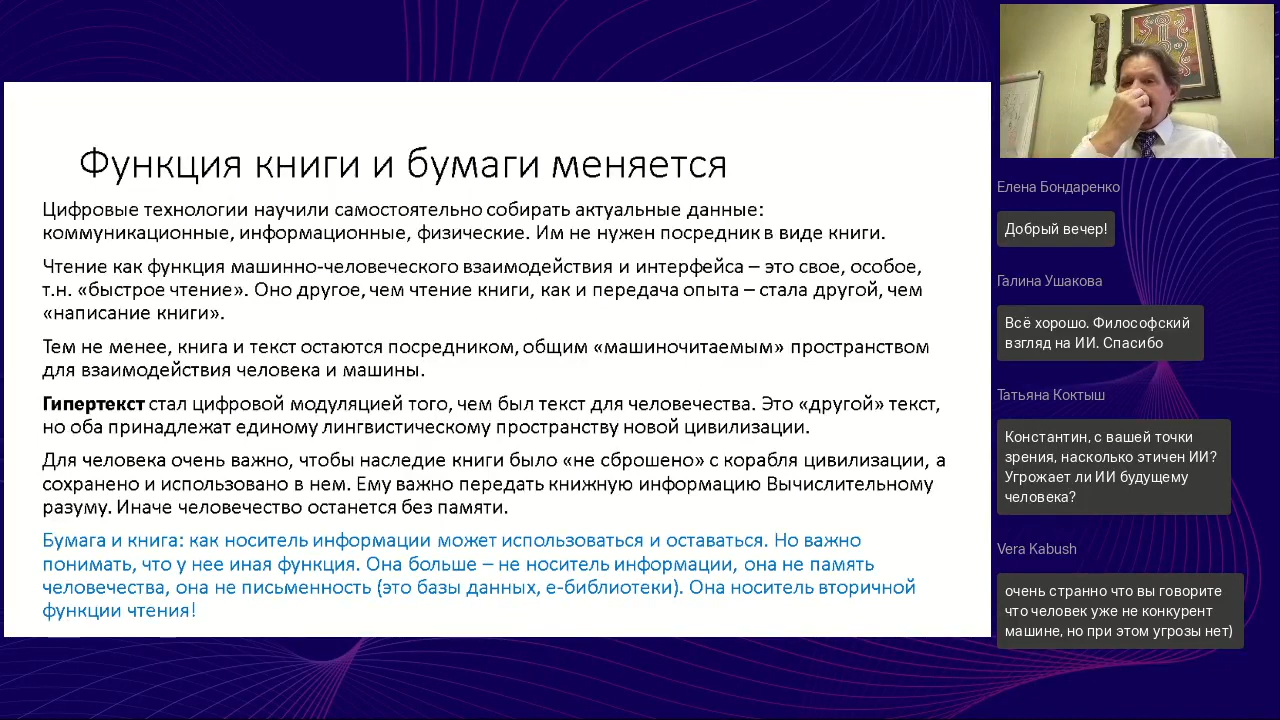 Функция книги и бумаги меняется
Цифровые технологии научили самостоятельно собирать актуальные данные:
коммуникационные, информационные, физические. Им не нужен посредник в виде книги.
Чтение как функция машинно-человеческого взаимодействия и интерфейса – это свое, особое,
т.н. «быстрое чтение». Оно другое, чем чтение книги, как и передача опыта – стала другой, чем
«написание книги».
Тем не менее, книга и текст остаются посредником, общим «машиночитаемым» пространством
для взаимодействия человека и машины.
Гипертекст стал цифровой модуляцией того, чем был текст для человечества. Это «другой» текст,
но оба принадлежат единому лингвистическому пространству новой цивилизации.
Для человека очень важно, чтобы наследие книги было «не сброшено» с корабля цивилизации, а
сохранено и использовано в нем. Ему важно передать книжную информацию Вычислительному
разуму. Иначе человечество останется без памяти.
Бумага и книга: как носитель информации может использоваться и оставаться. Но важно
понимать, что у нее иная функция. Она больше – не носитель информации, она не память
человечества, она не письменность (это базы данных, е-библиотеки). Она носитель вторичной
функции чтения!
Елена Бондаренко
Добрый вечер!
Галина Ушакова
Всё хорошо. Философский
взгляд на ИИ. Спасибо
Татьяна Коктыш
Константин, с вашей точки
зрения, насколько этичен ИИ?
Угрожает ли ИИ будущему
человека?
Vera Kabush
очень странно что вы говорите
что человек уже не конкурент
машине, но при этом угрозы нет)